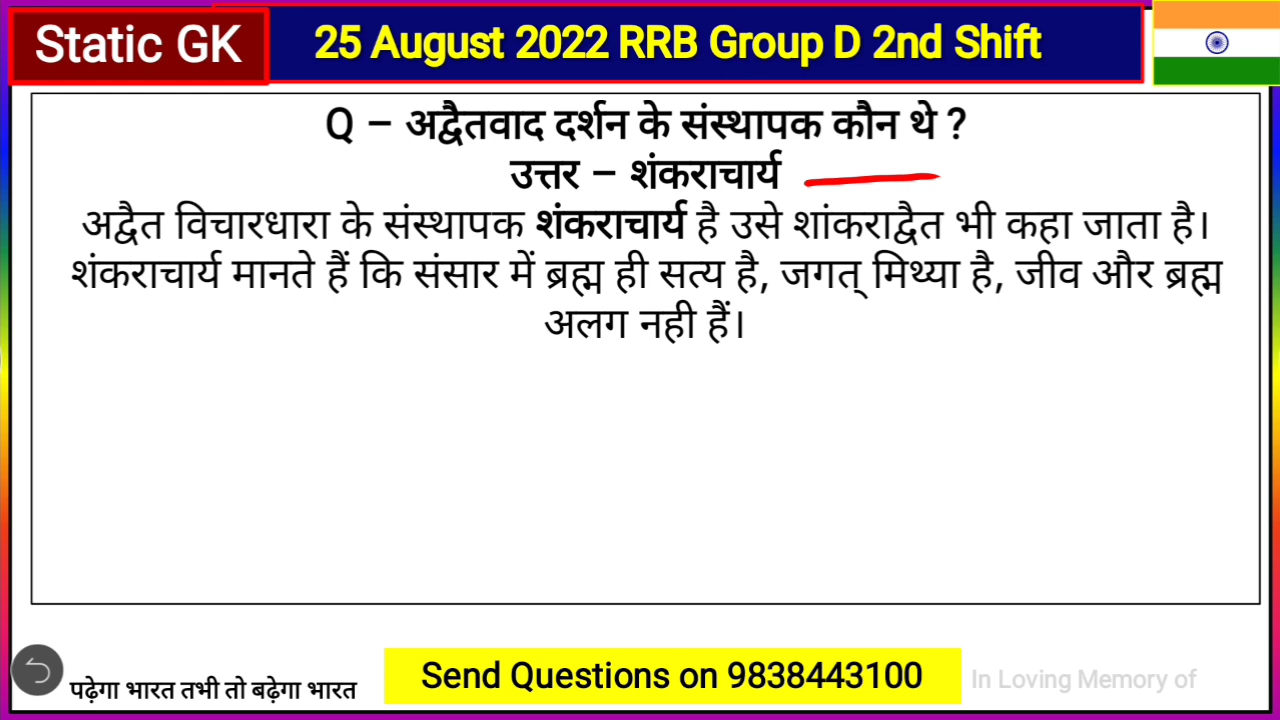 Static GK
25 August 2022 RRB Group D 2nd Shift
Q – अद्वैतवाद दर्शन के संस्थापक कौन थे ?
उत्तर – शंकराचार्य
अद्वैत विचारधारा के संस्थापक शंकराचार्य है उसे शांकराद्वैत भी कहा जाता है।
शंकराचार्य मानते हैं कि संसार में ब्रह्म ही सत्य है, जगत् मिथ्या है, जीव और ब्रह्म
अलग नही हैं।
पढ़ेगा भारत तभी तो बढ़ेगा भारत
Send Questions on 9838443100
In Loving Memory of